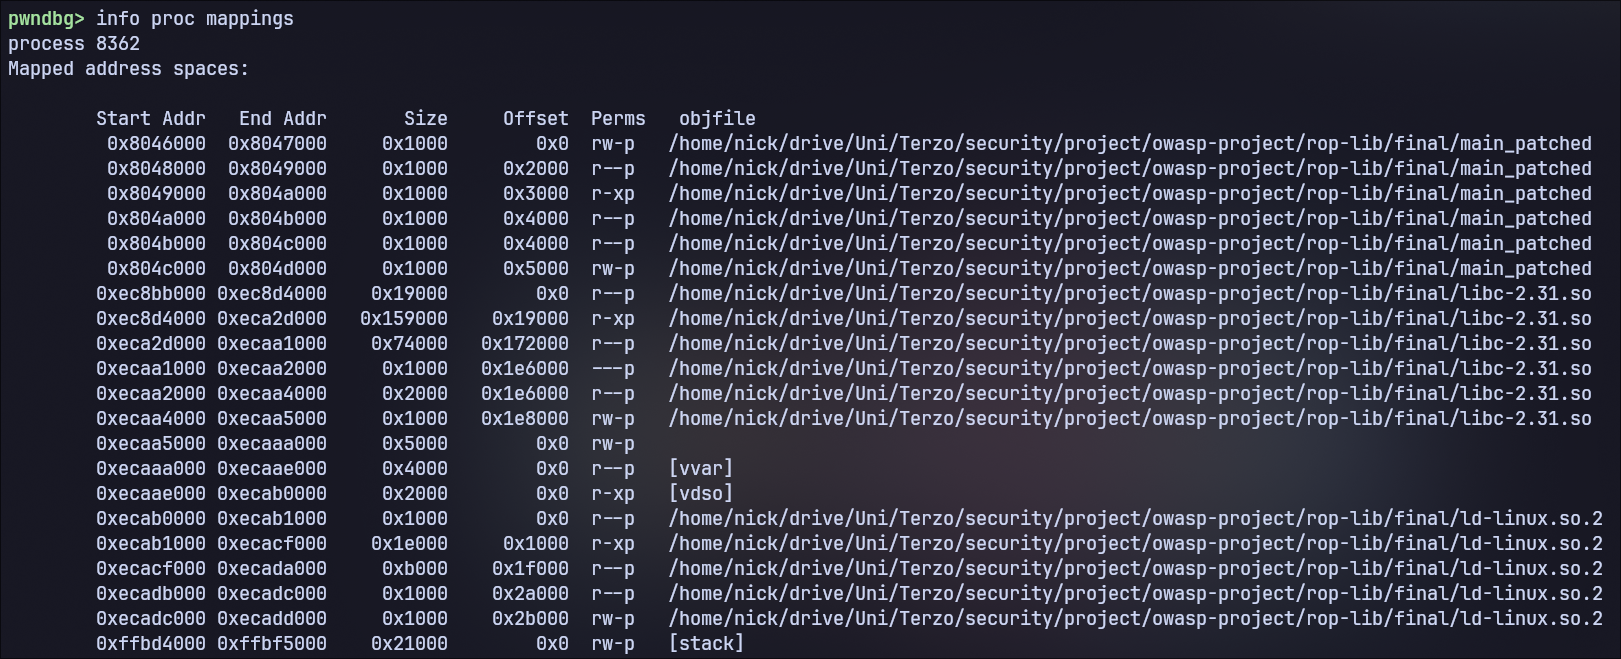 pwndbg> info proc mappings
process 8362
Mapped address spaces:
Start Addr End Addr Size Offset Perms objfile
0x8046000 0x8047000 0x1000 0x0 rw-p /home/nick/drive/Uni/Terzo/security/project/owasp-project/rop-lib/final/main_patched
0x8048000 0x8049000 0x1000 0x2000 r--p /home/nick/drive/Uni/Terzo/security/project/owasp-project/rop-lib/final/main_patched
0x8049000 0x804a000 0x1000 0x3000 r-xp /home/nick/drive/Uni/Terzo/security/project/owasp-project/rop-lib/final/main_patched
0x804a000 0x804b000 0x1000 0x4000 r--p /home/nick/drive/Uni/Terzo/security/project/owasp-project/rop-lib/final/main_patched
0x804b000 0x804c000 0x1000 0x4000 r--p /home/nick/drive/Uni/Terzo/security/project/owasp-project/rop-lib/final/main_patched
0x804c000 0x804d000 0x1000 0x5000 rw-p /home/nick/drive/Uni/Terzo/security/project/owasp-project/rop-lib/final/main_patched
0xec8bb000 0xec8d4000 0x19000 0x0 r--p /home/nick/drive/Uni/Terzo/security/project/owasp-project/rop-lib/final/libc-2.31.so
0xec8d4000 0xeca2d000 0x159000 0x19000 r-xp /home/nick/drive/Uni/Terzo/security/project/owasp-project/rop-lib/final/libc-2.31.so
0xeca2d000 0xecaa1000 0x74000 0x172000 r--p /home/nick/drive/Uni/Terzo/security/project/owasp-project/rop-lib/final/libc-2.31.so
0xecaa1000 0xecaa2000 0x1000 0x1e6000 ---p /home/nick/drive/Uni/Terzo/security/project/owasp-project/rop-lib/final/libc-2.31.so
0xecaa2000 0xecaa4000 0x2000 0x1e6000 r--p /home/nick/drive/Uni/Terzo/security/project/owasp-project/rop-lib/final/libc-2.31.so
0xecaa4000 0xecaa5000 0x1000 0x1e8000 rw-p /home/nick/drive/Uni/Terzo/security/project/owasp-project/rop-lib/final/libc-2.31.so
0xecaa5000 0xecaaa000 0x5000 0x0 rw-p
0xecaaa000 0xecaae000 0x4000 0x0 r--p [vvar]
0xecaae000 0xecab0000 0x2000 0x0 r-xp [vdso]
0xecab0000 0xecab1000 0x1000 0x0 r--p /home/nick/drive/Uni/Terzo/security/project/owasp-project/rop-lib/final/ld-linux.so.2
0xecab1000 0xecacf000 0x1e000 0x1000 r-xp /home/nick/drive/Uni/Terzo/security/project/owasp-project/rop-lib/final/ld-linux.so.2
0xecacf000 0xecada000 0xb000 0x1f000 r--p /home/nick/drive/Uni/Terzo/security/project/owasp-project/rop-lib/final/ld-linux.so.2
0xecadb000 0xecadc000 0x1000 0x2a000 r--p /home/nick/drive/Uni/Terzo/security/project/owasp-project/rop-lib/final/ld-linux.so.2
0xecadc000 0xecadd000 0x1000 0x2b000 rw-p /home/nick/drive/Uni/Terzo/security/project/owasp-project/rop-lib/final/ld-linux.so.2
0xffbd4000 0xffbf5000 0x21000 0x0 rw-p [stack]